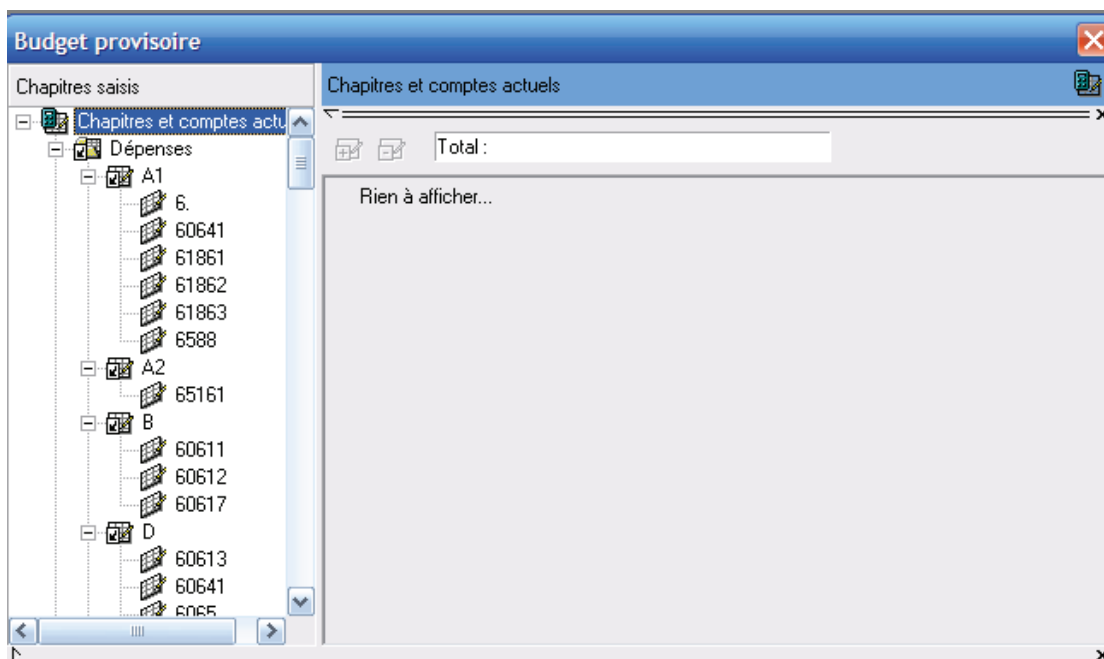 Budget provisoire
Chapitres saisis
Chapitres et comptes actu
Dépenses
A1
6.
60641
61861
61862
61863
6588
A2
65161
B
60611
60612
60617
D
60613
60641
6065
Chapitres et comptes actuels
Total :
Rien à afficher...